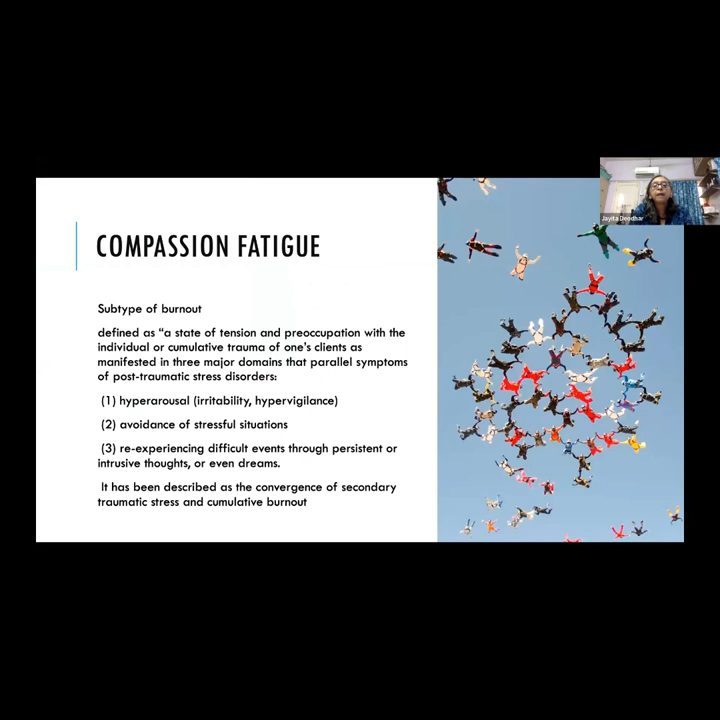 COMPASSION FATIGUE
Subtype of burnout
defined as “a state of tension and preoccupation with the
individual or cumulative trauma of one's clients as
manifested in three major domains that parallel symptoms
of post-traumatic stress disorders:
(1) hyperarousal (irritability, hypervigilance)
(2) avoidance of stressful situations
(3) re-experiencing difficult events through persistent or
intrusive thoughts, or even dreams.
It has been described as the convergence of secondary
traumatic stress and cumulative burnout
Jayita Deodhar